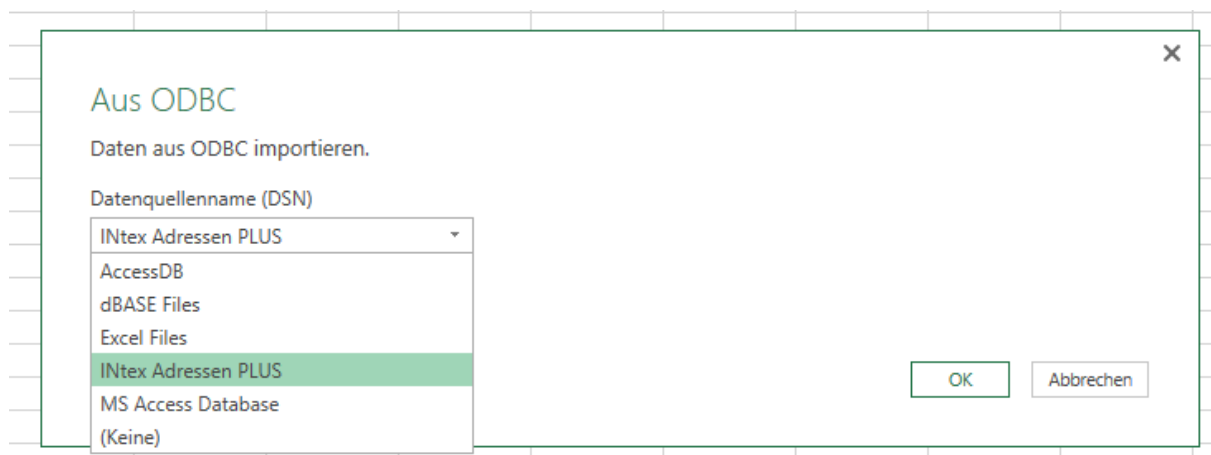 Aus ODBC
Daten aus ODBC importieren.
Datenquellenname (DSN)
INtex Adressen PLUS
AccessDB
dBASE Files
Excel Files
INtex Adressen PLUS
MS Access Database
(Keine)
OK Abbrechen